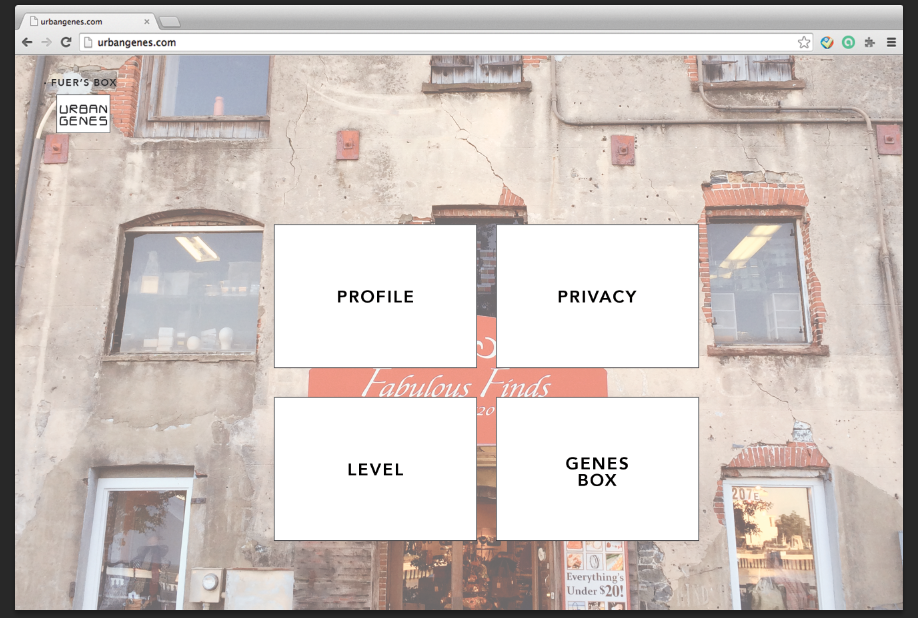 urbangenes.com
urbangenes.com
· FUER'S BOX
URBAN
GENES
PROFILE
PRIVACY
Fabulous Finds
20
LEVEL
GENES
BOX
207E
Everything's
Under $20!